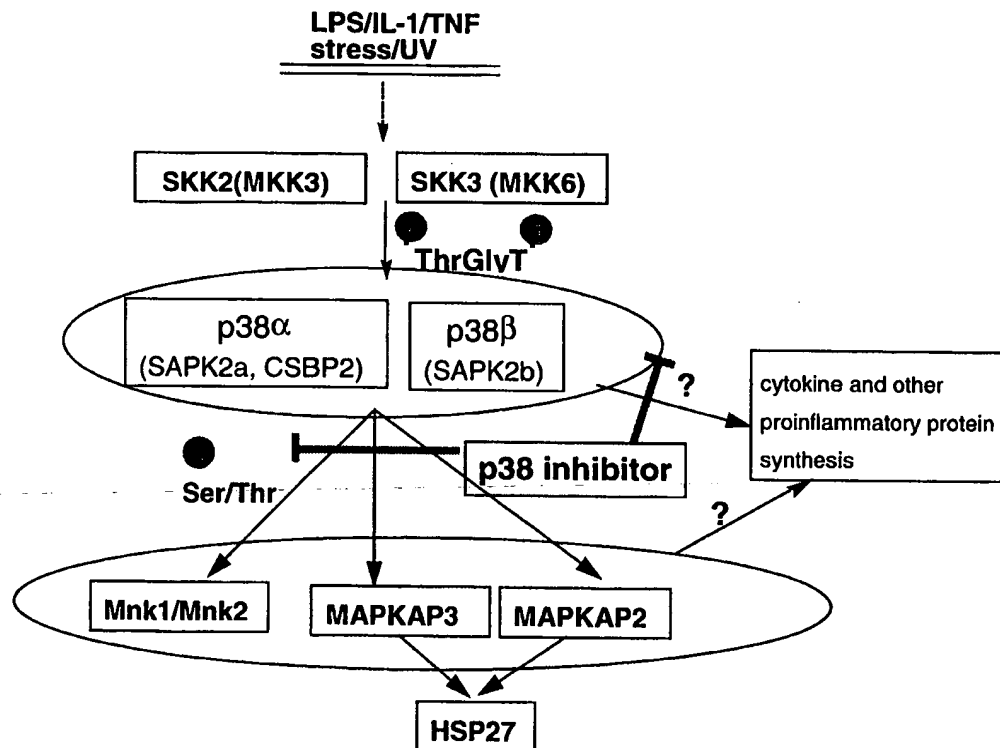 LPS/IL-1/TNF
stress/UV
SKK2(MKK3)
SKK3 (MKK6)
ThrGlvT
p38α
(SAPK2a, CSBP2)
p38β
(SAPK2b)
?
cytokine and other
proinflammatory protein
synthesis
p38 inhibitor
Ser/Thr
?
Mnk1/Mnk2
MAPKAP3
MAPKAP2
HSP27